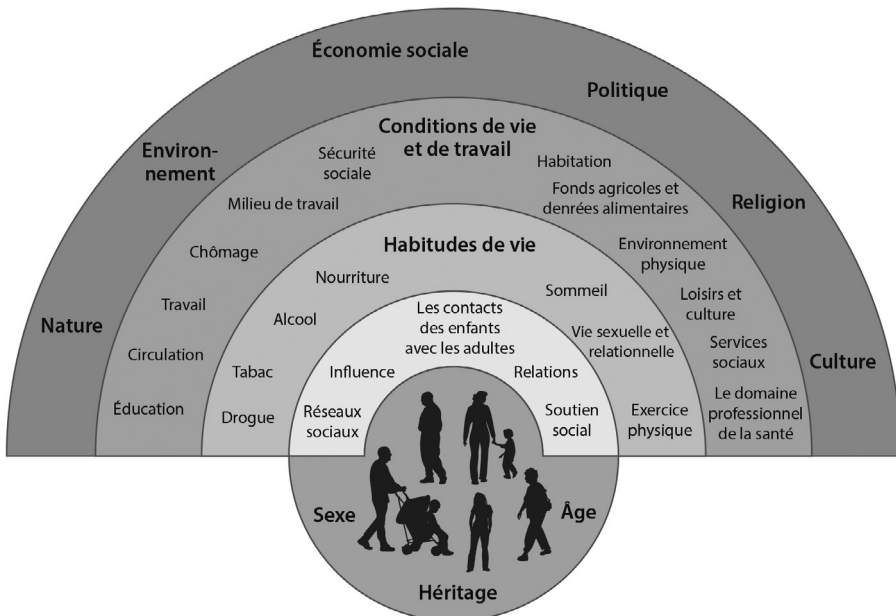 Économie sociale
Politique
Environ-
nement
Religion
Nature
Culture
Conditions de vie
et de travail
Sécurité
sociale
Habitation
Milieu de travail
Fonds agricoles et
denrées alimentaires
Chômage
Environnement
physique
Travail
Loisirs et
culture
Circulation
Services
sociaux
Éducation
Le domaine
professionnel
de la santé
Habitudes de vie
Nourriture
Sommeil
Alcool
Vie sexuelle et
relationnelle
Tabac
Drogue
Exercice
physique
Les contacts
des enfants
avec les adultes
Influence
Relations
Réseaux
sociaux
Soutien
social
Sexe
Âge
Héritage